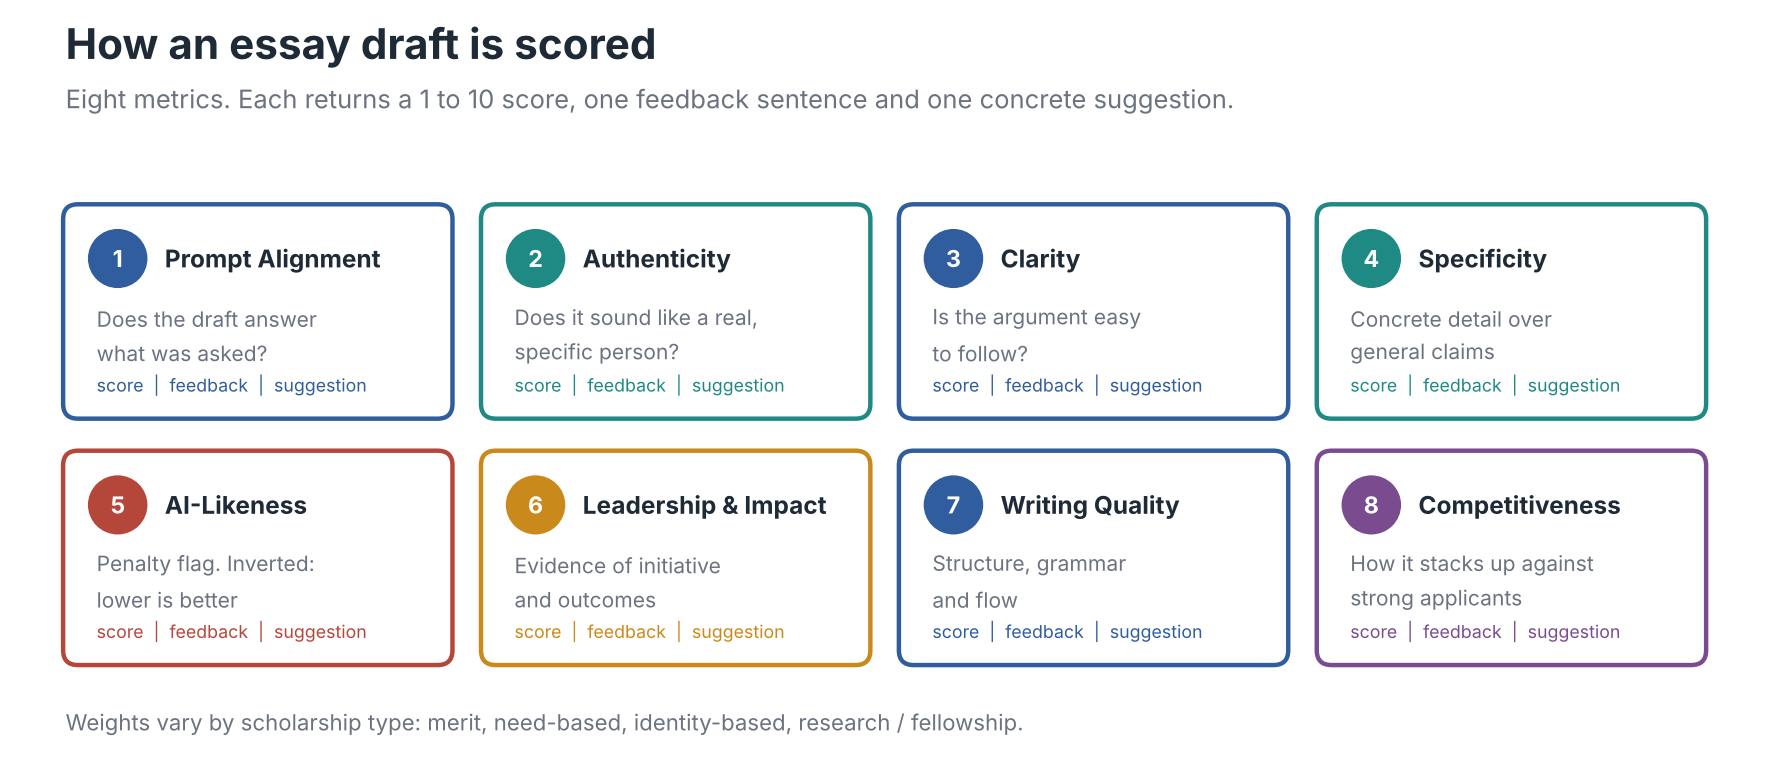 How an essay draft is scored
Eight metrics. Each returns a 1 to 10 score, one feedback sentence and one concrete suggestion.
1 Prompt Alignment
Does the draft answer
what was asked?
score | feedback | suggestion
2 Authenticity
Does it sound like a real,
specific person?
score | feedback | suggestion
3 Clarity
Is the argument easy
to follow?
score | feedback | suggestion
4 Specificity
Concrete detail over
general claims
score | feedback | suggestion
5 AI-Likeness
Penalty flag. Inverted:
lower is better
score | feedback | suggestion
6 Leadership & Impact
Evidence of initiative
and outcomes
score | feedback | suggestion
7 Writing Quality
Structure, grammar
and flow
score | feedback | suggestion
8 Competitiveness
How it stacks up against
strong applicants
score | feedback | suggestion
Weights vary by scholarship type: merit, need-based, identity-based, research / fellowship.